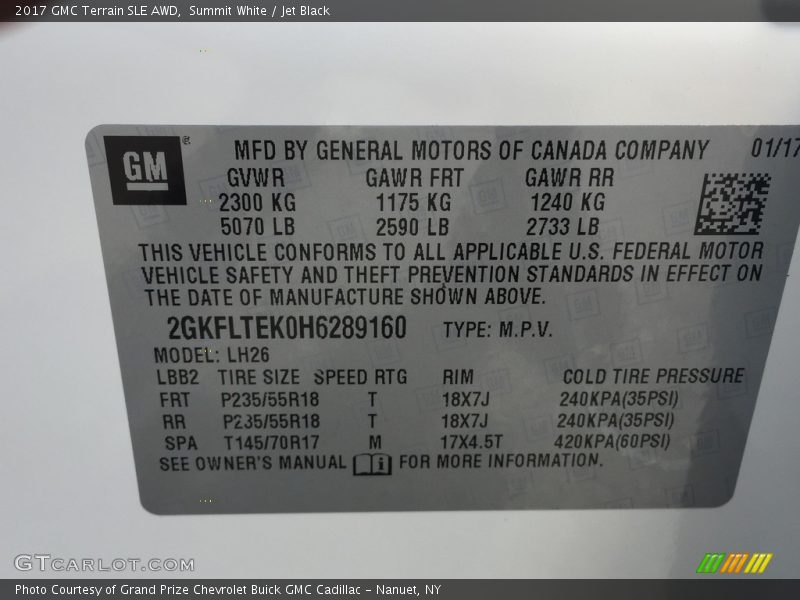 2017 GMC Terrain SLE AWD, Summit White / Jet Black
GM
MFD BY GENERAL MOTORS OF CANADA COMPANY 01/17
GVWR GAWR FRT GAWR RR
2300 KG 1175 KG 1240 KG
5070 LB 2590 LB 2733 LB
THIS VEHICLE CONFORMS TO ALL APPLICABLE U.S. FEDERAL MOTOR
VEHICLE SAFETY AND THEFT PREVENTION STANDARDS IN EFFECT ON
THE DATE OF MANUFACTURE SHOWN ABOVE.
2GKFLTEK0H6289160 TYPE: M.P.V.
MODEL: LH26
LBB2 TIRE SIZE SPEED RTG RIM COLD TIRE PRESSURE
FRT P235/55R18 T 18X7J 240KPA(35PSI)
RR P235/55R18 T 18X7J 240KPA(35PSI)
SPA T145/70R17 M 17X4.5T 420KPA(60PSI)
SEE OWNER'S MANUAL FOR MORE INFORMATION.
GTCARLOT.COM
Photo Courtesy of Grand Prize Chevrolet Buick GMC Cadillac - Nanuet, NY